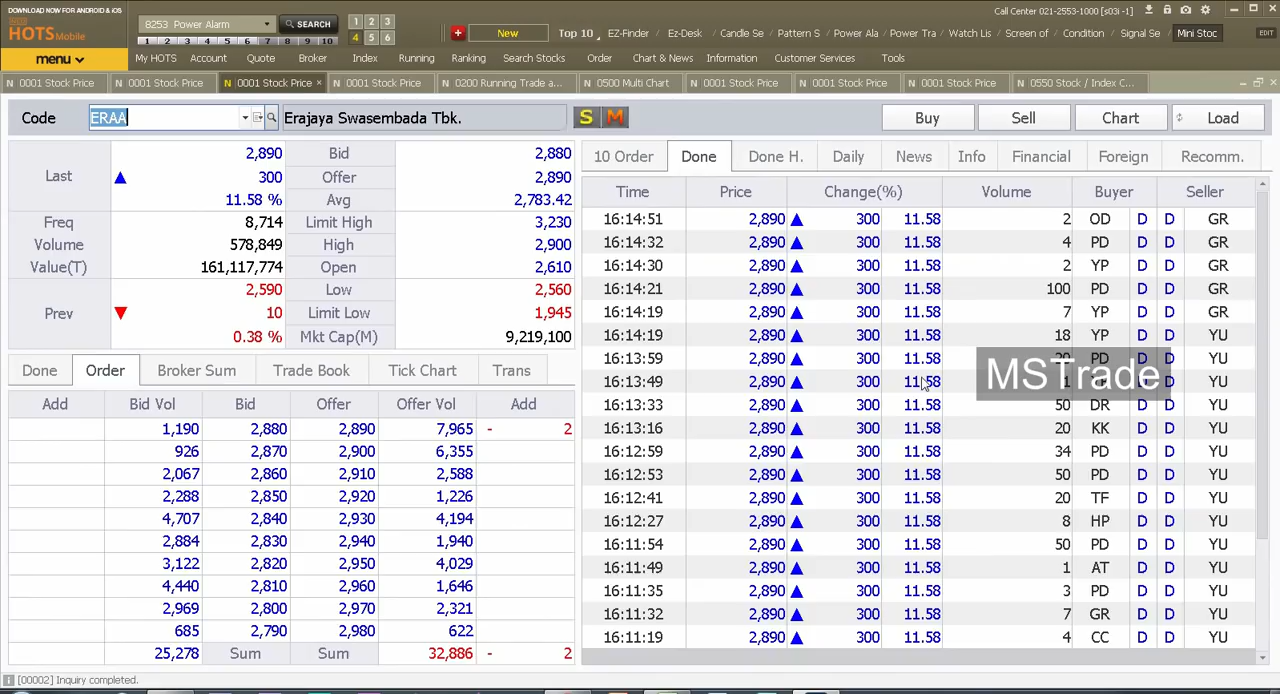 DOWNLOAD NOW FOR ANDROID & iOS
HOTS Mobile
8253 Power Alarm
SEARCH
1 2 3
4 5 6
1 2 3 4 5 6 7 8 9 10
New
Top 10 EZ-Finder Ez-Desk Candle Se Pattern S Power Ala Power Tra Watch Lis Screen of Condition Signal Se Mini Stoc
Call Center 021-2553-1000 [s03i -1]
EDIT
menu
My HOTS Account Quote Broker Index Running Ranking Search Stocks Order Chart & News Information Customer Services Tools
N 0001 Stock Price N 0001 Stock Price N 0001 Stock Price × N 0001 Stock Price N 0200 Running Trade a... N 0500 Multi Chart N 0001 Stock Price N 0001 Stock Price N 0001 Stock Price N 0550 Stock / Index C...
Code ERAA Erajaya Swasembada Tbk. S M Buy Sell Chart Load
Last ▲ 2,890 Bid 2,880
300 Offer 2,890
11.58 % Avg 2,783.42
Freq 8,714 Limit High 3,230
Volume 578,849 High 2,900
Value(T) 161,117,774 Open 2,610
2,590 Low 2,560
Prev ▼ 10 Limit Low 1,945
0.38 % Mkt Cap(M) 9,219,100
Done Order Broker Sum Trade Book Tick Chart Trans
Add Bid Vol Bid Offer Offer Vol Add
1,190 2,880 2,890 7,965 - 2
926 2,870 2,900 6,355
2,067 2,860 2,910 2,588
2,288 2,850 2,920 1,226
4,707 2,840 2,930 4,194
2,884 2,830 2,940 1,940
3,122 2,820 2,950 4,029
4,440 2,810 2,960 1,646
2,969 2,800 2,970 2,321
685 2,790 2,980 622
25,278 Sum Sum 32,886 - 2
10 Order Done Done H. Daily News Info Financial Foreign Recomm.
Time Price Change(%) Volume Buyer Seller
16:14:51 2,890 ▲ 300 11.58 2 OD D D GR
16:14:32 2,890 ▲ 300 11.58 4 PD D D GR
16:14:30 2,890 ▲ 300 11.58 2 YP D D GR
16:14:21 2,890 ▲ 300 11.58 100 PD D D GR
16:14:19 2,890 ▲ 300 11.58 7 YP D D GR
16:14:19 2,890 ▲ 300 11.58 18 YP D D YU
16:13:59 2,890 ▲ 300 11.58 PD D D YU
MSTrade
16:13:49 2,890 ▲ 300 11.58 1 D D YU
16:13:33 2,890 ▲ 300 11.58 50 DR D D YU
16:13:16 2,890 ▲ 300 11.58 20 KK D D YU
16:12:59 2,890 ▲ 300 11.58 34 PD D D YU
16:12:53 2,890 ▲ 300 11.58 50 PD D D YU
16:12:41 2,890 ▲ 300 11.58 20 TF D D YU
16:12:27 2,890 ▲ 300 11.58 8 HP D D YU
16:11:54 2,890 ▲ 300 11.58 50 PD D D YU
16:11:49 2,890 ▲ 300 11.58 1 AT D D YU
16:11:35 2,890 ▲ 300 11.58 3 PD D D YU
16:11:32 2,890 ▲ 300 11.58 7 GR D D YU
16:11:19 2,890 ▲ 300 11.58 4 CC D D YU
[00002] Inquiry completed.